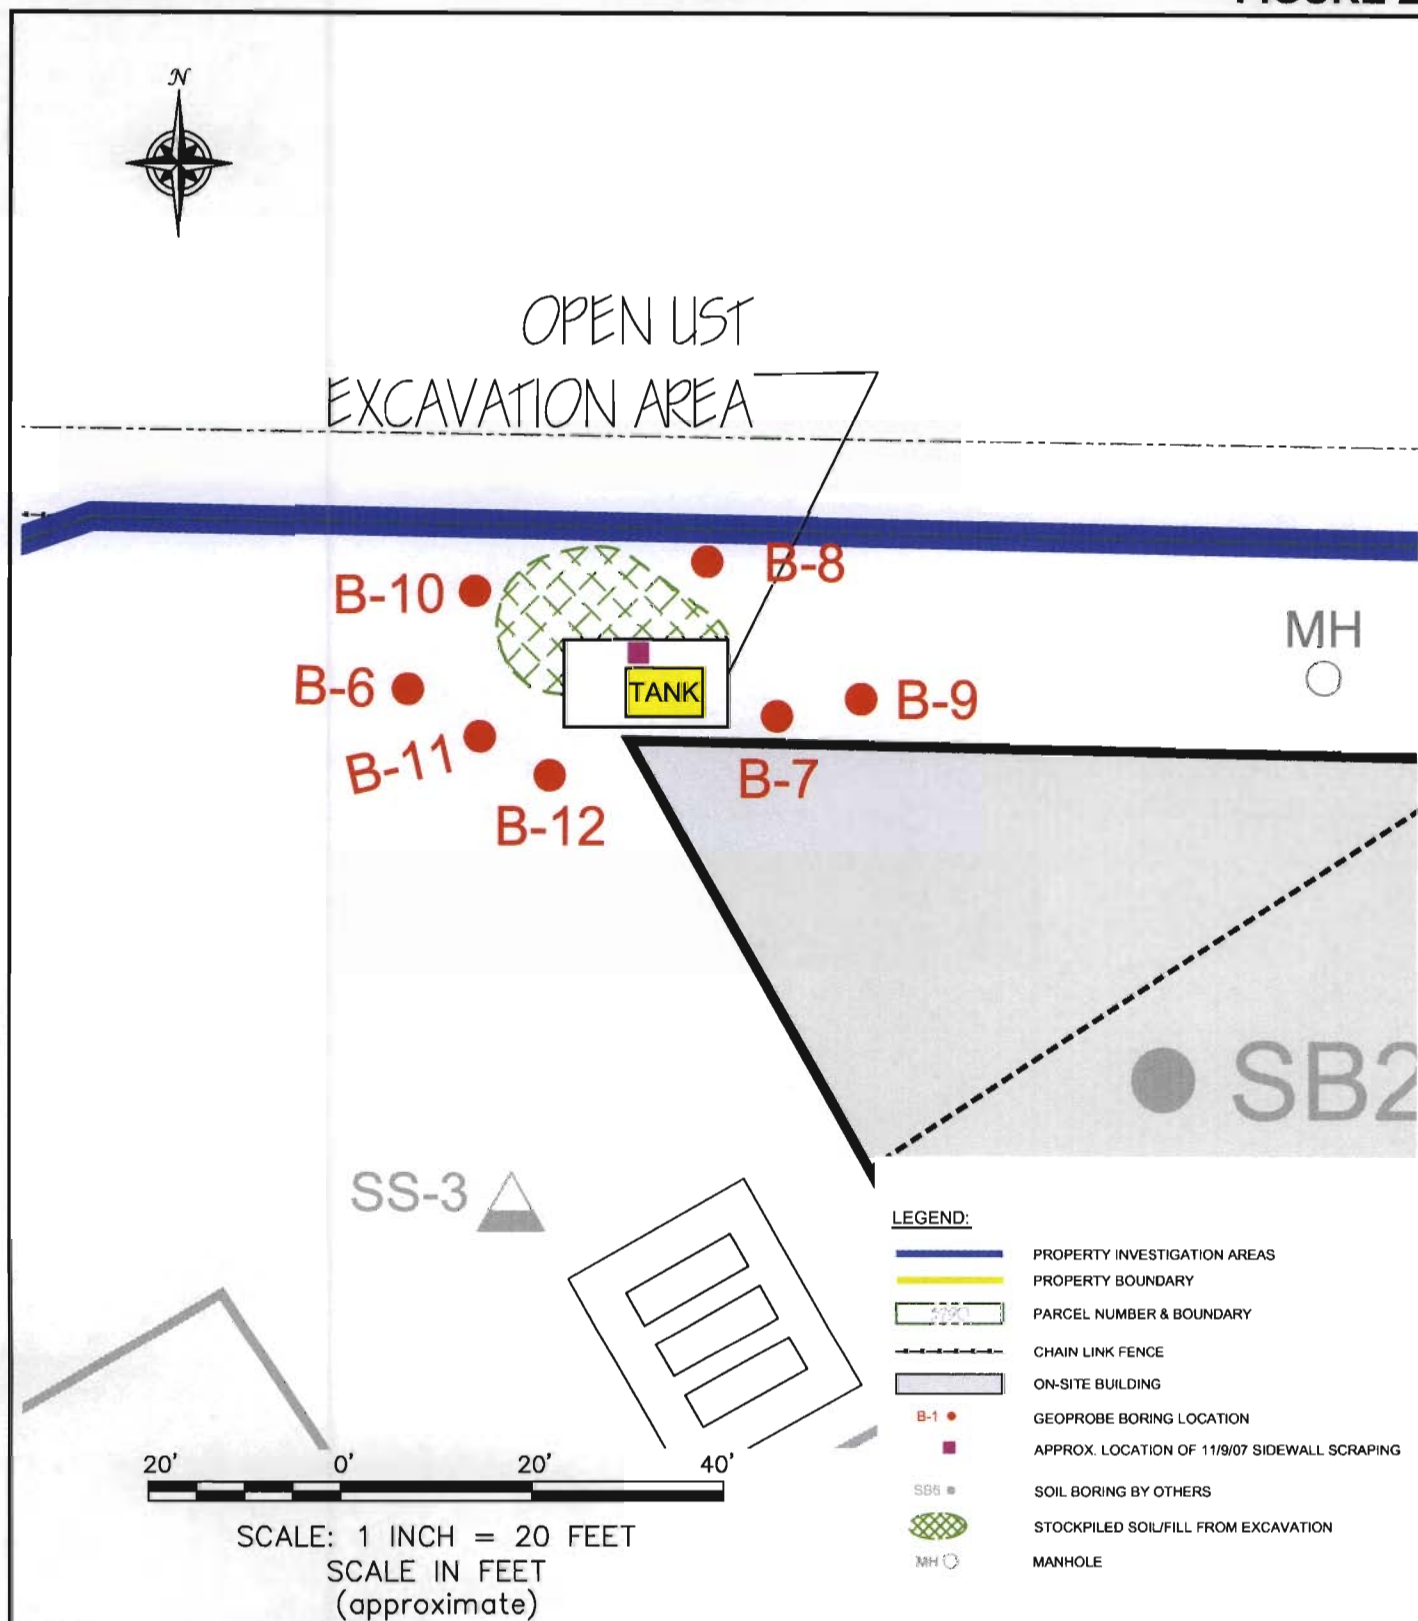 N
OPEN UST
EXCAVATION AREA
B-8
B-10
MH
B-6
TANK
B-9
B-11
B-7
B-12
SB2
SS-3
LEGEND:
PROPERTY INVESTIGATION AREAS
PROPERTY BOUNDARY
PARCEL NUMBER & BOUNDARY
CHAIN LINK FENCE
ON-SITE BUILDING
B-1 GEOPROBE BORING LOCATION
APPROX. LOCATION OF 11/9/07 SIDEWALL SCRAPING
SB6 SOIL BORING BY OTHERS
STOCKPILED SOIL/FILL FROM EXCAVATION
MH MANHOLE
20' 0' 20' 40'
SCALE: 1 INCH = 20 FEET
SCALE IN FEET
(approximate)